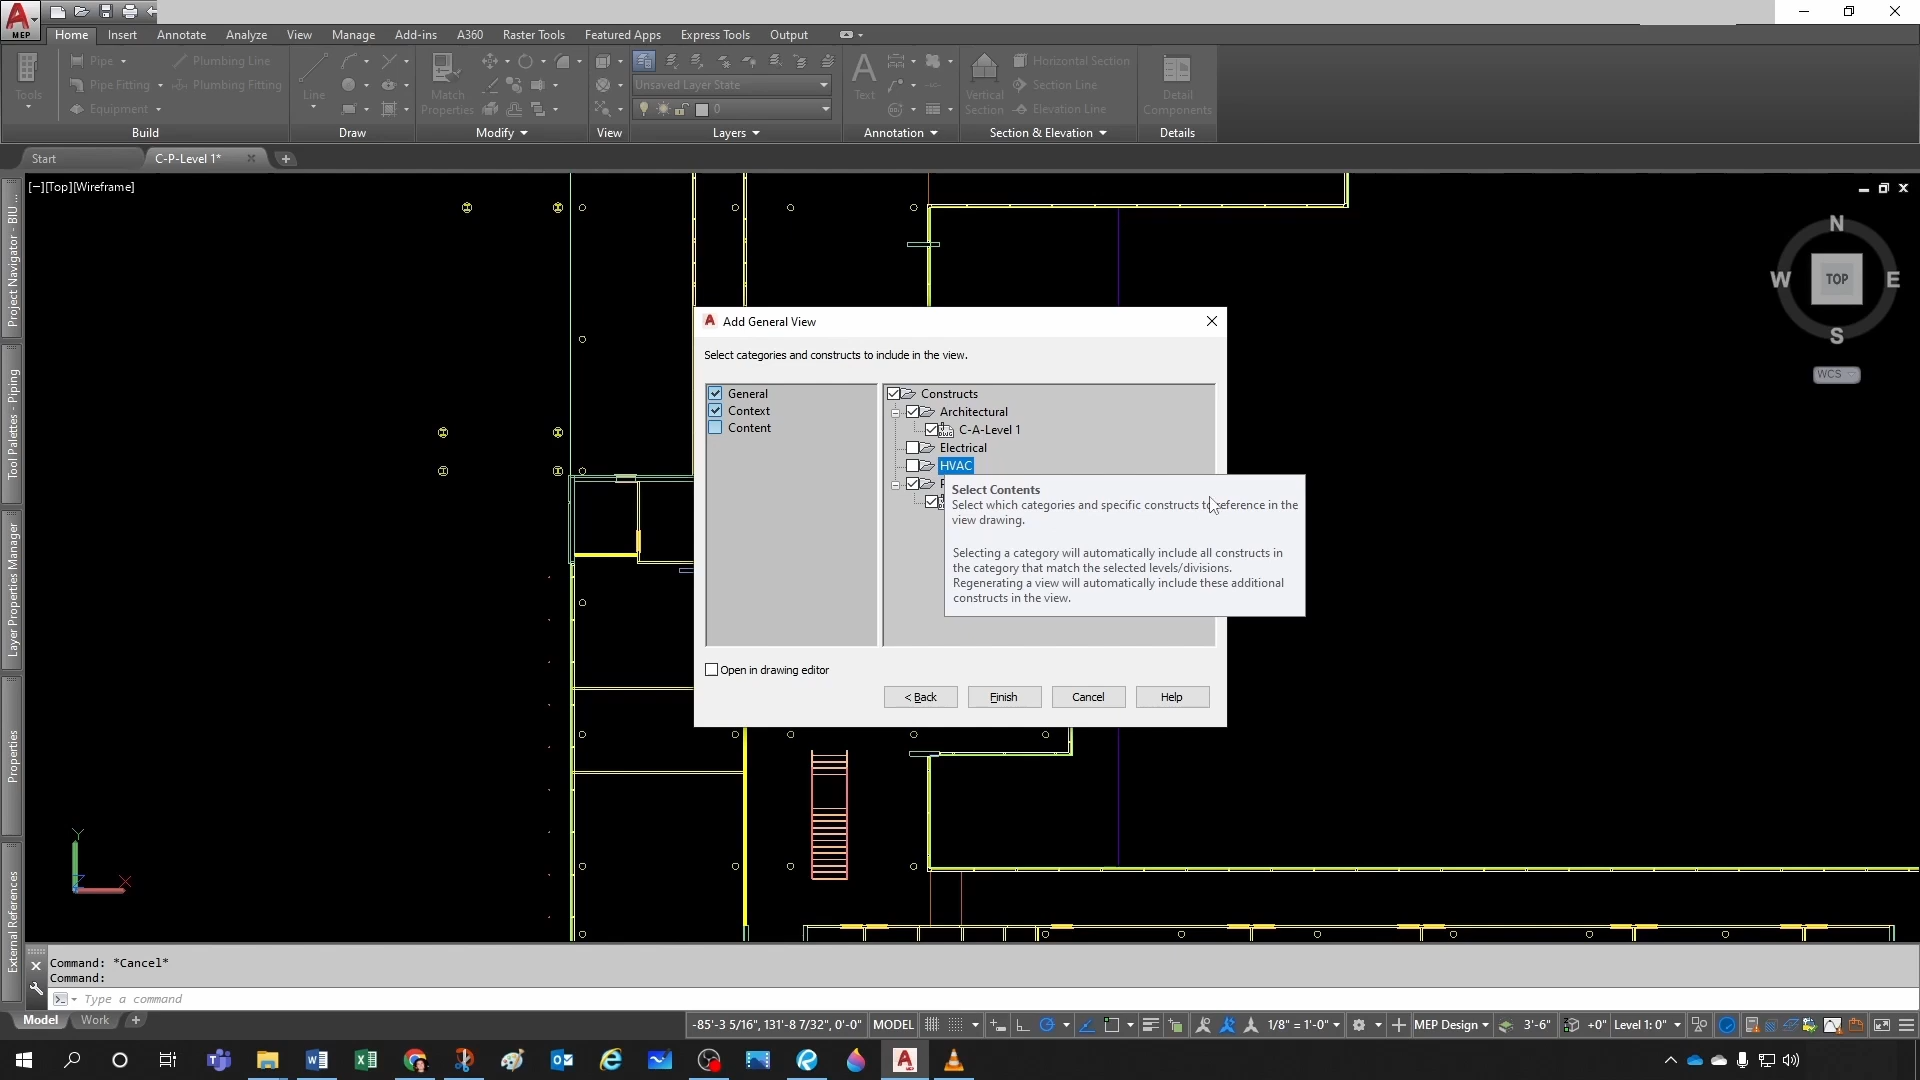 MEP
Home Insert Annotate Analyze View Manage Add-ins A360 Raster Tools Featured Apps Express Tools Output
Tools
Pipe
Pipe Fitting
Equipment
Plumbing Line
Plumbing Fitting
Build
Line
Draw
Match
Properties
Modify
View
Unsaved Layer State
0
Layers
Text
Annotation
Vertical
Section
Horizontal Section
Section Line
Elevation Line
Section & Elevation
Detail
Components
Details
Start
C-P-Level 1*
[−][Top][Wireframe]
Project Navigator - BIU ...
Tool Palettes - Piping
Layer Properties Manager
Properties
External References
N
W TOP E
S
WCS
Add General View
Select categories and constructs to include in the view.
General
Context
Content
Constructs
Architectural
C-A-Level 1
Electrical
HVAC
Select Contents
Select which categories and specific constructs to reference in the
view drawing.
Selecting a category will automatically include all constructs in
the category that match the selected levels/divisions.
Regenerating a view will automatically include these additional
constructs in the view.
Open in drawing editor
< Back Finish Cancel Help
Y
X
Z
Command: *Cancel*
Command:
Type a command
Model Work
-85'-3 5/16", 131'-8 7/32", 0'-0" MODEL 1/8" = 1'-0" MEP Design 3'-6" +0" Level 1: 0"